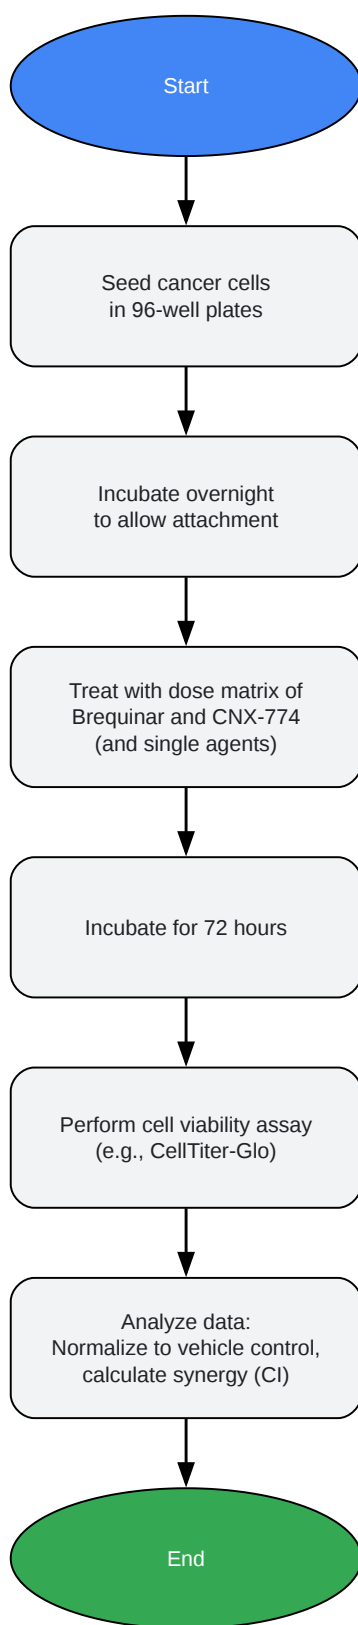 Start
Seed cancer cells
in 96-well plates
Incubate overnight
to allow attachment
Treat with dose matrix of
Brequinar and CNX-774
(and single agents)
Incubate for 72 hours
Perform cell viability assay
(e.g., CellTiter-Glo)
Analyze data:
Normalize to vehicle control,
calculate synergy (CI)
End